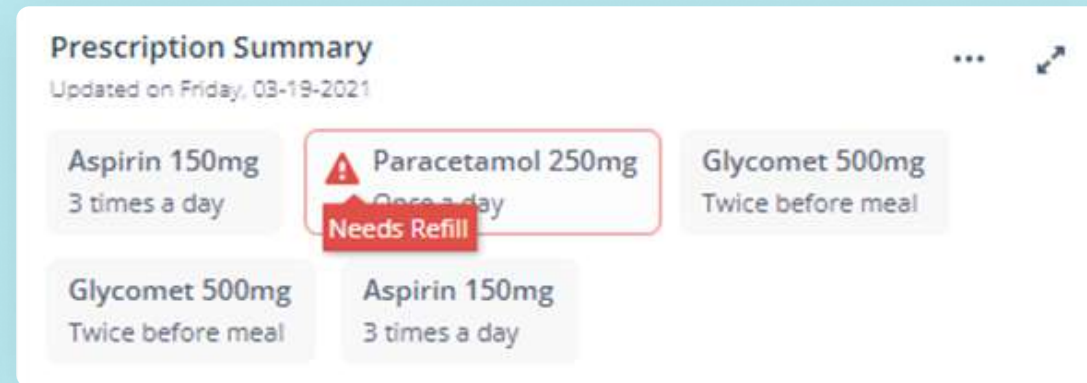 Prescription Summary
Updated on Friday, 03-19-2021
Aspirin 150mg
3 times a day
Paracetamol 250mg
Once a day
Needs Refill
Glycomet 500mg
Twice before meal
Glycomet 500mg
Twice before meal
Aspirin 150mg
3 times a day